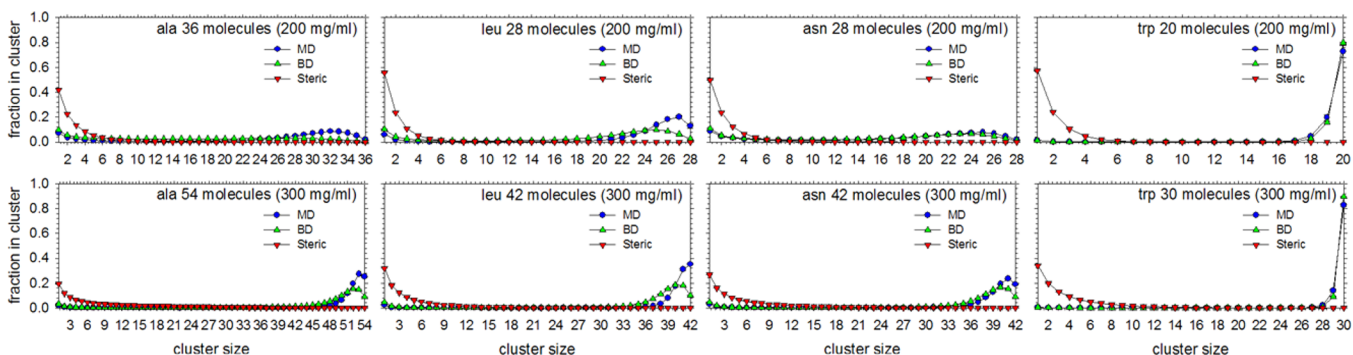 fraction in cluster
1.0
0.8
0.6
0.4
0.2
0.0
ala 36 molecules (200 mg/ml)
MD
BD
Steric
2 4 6 8 10 12 14 16 18 20 22 24 26 28 30 32 34 36
leu 28 molecules (200 mg/ml)
MD
BD
Steric
2 4 6 8 10 12 14 16 18 20 22 24 26 28
asn 28 molecules (200 mg/ml)
MD
BD
Steric
2 4 6 8 10 12 14 16 18 20 22 24 26 28
trp 20 molecules (200 mg/ml)
MD
BD
Steric
2 4 6 8 10 12 14 16 18 20
fraction in cluster
1.0
0.8
0.6
0.4
0.2
0.0
ala 54 molecules (300 mg/ml)
MD
BD
Steric
3 6 9 12 15 18 21 24 27 30 33 36 39 42 45 48 51 54
cluster size
leu 42 molecules (300 mg/ml)
MD
BD
Steric
3 6 9 12 15 18 21 24 27 30 33 36 39 42
cluster size
asn 42 molecules (300 mg/ml)
MD
BD
Steric
3 6 9 12 15 18 21 24 27 30 33 36 39 42
cluster size
trp 30 molecules (300 mg/ml)
MD
BD
Steric
2 4 6 8 10 12 14 16 18 20 22 24 26 28 30
cluster size